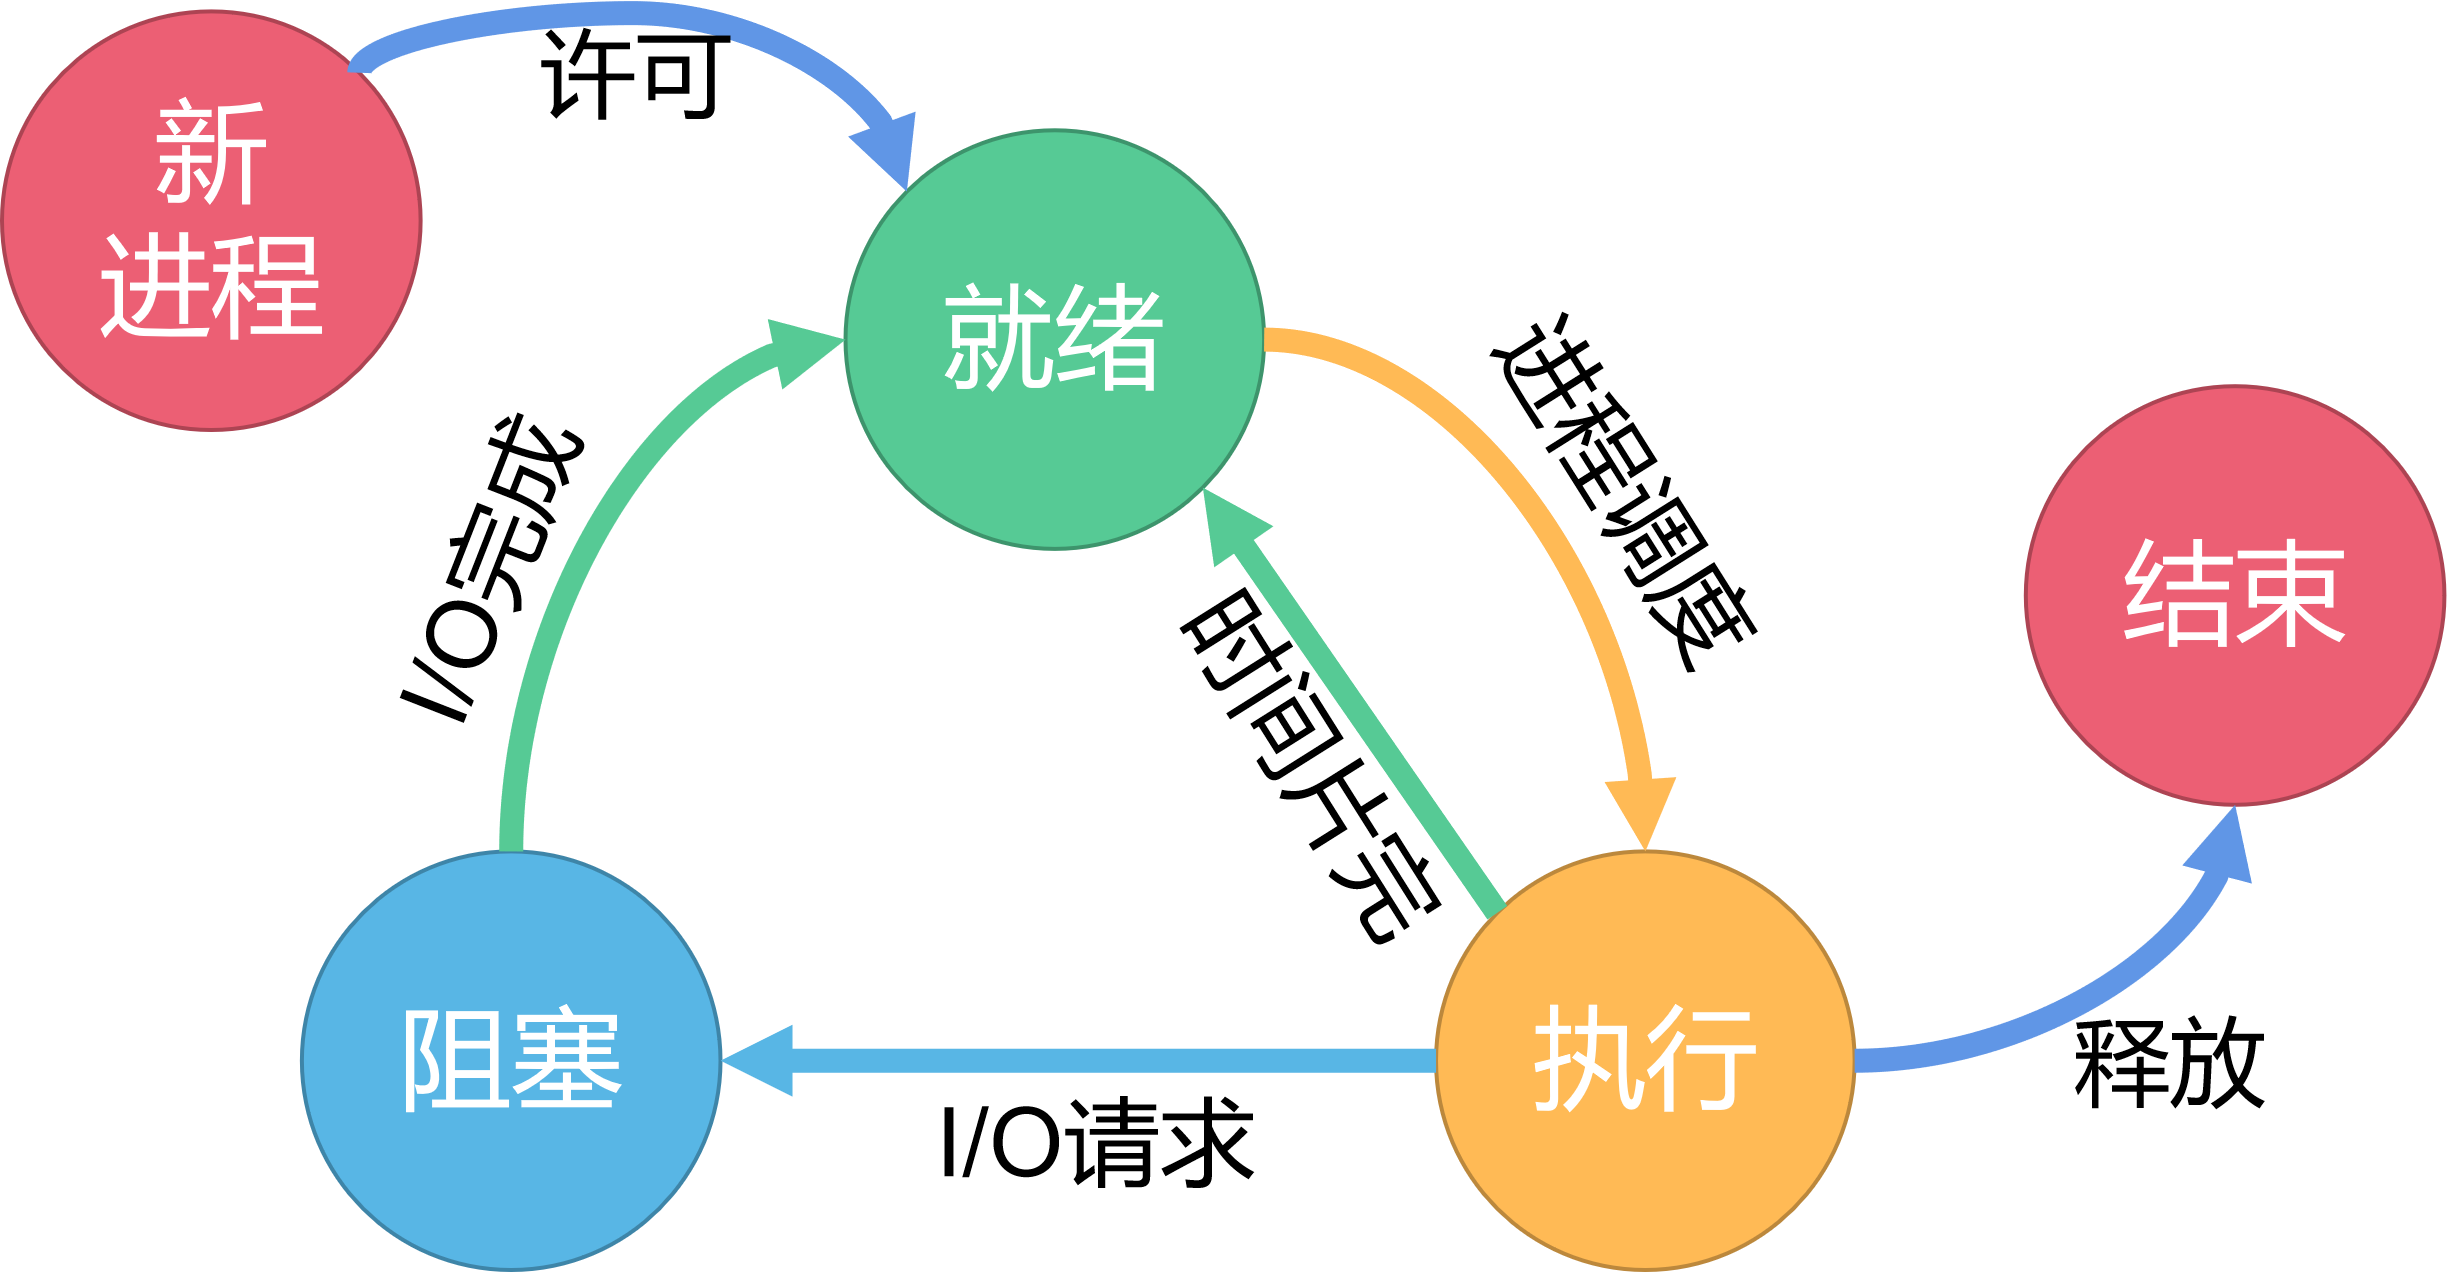 新
进程
许可
就绪
进程调度
结束
I/O完成
时间片完
阻塞
执行
I/O请求
释放